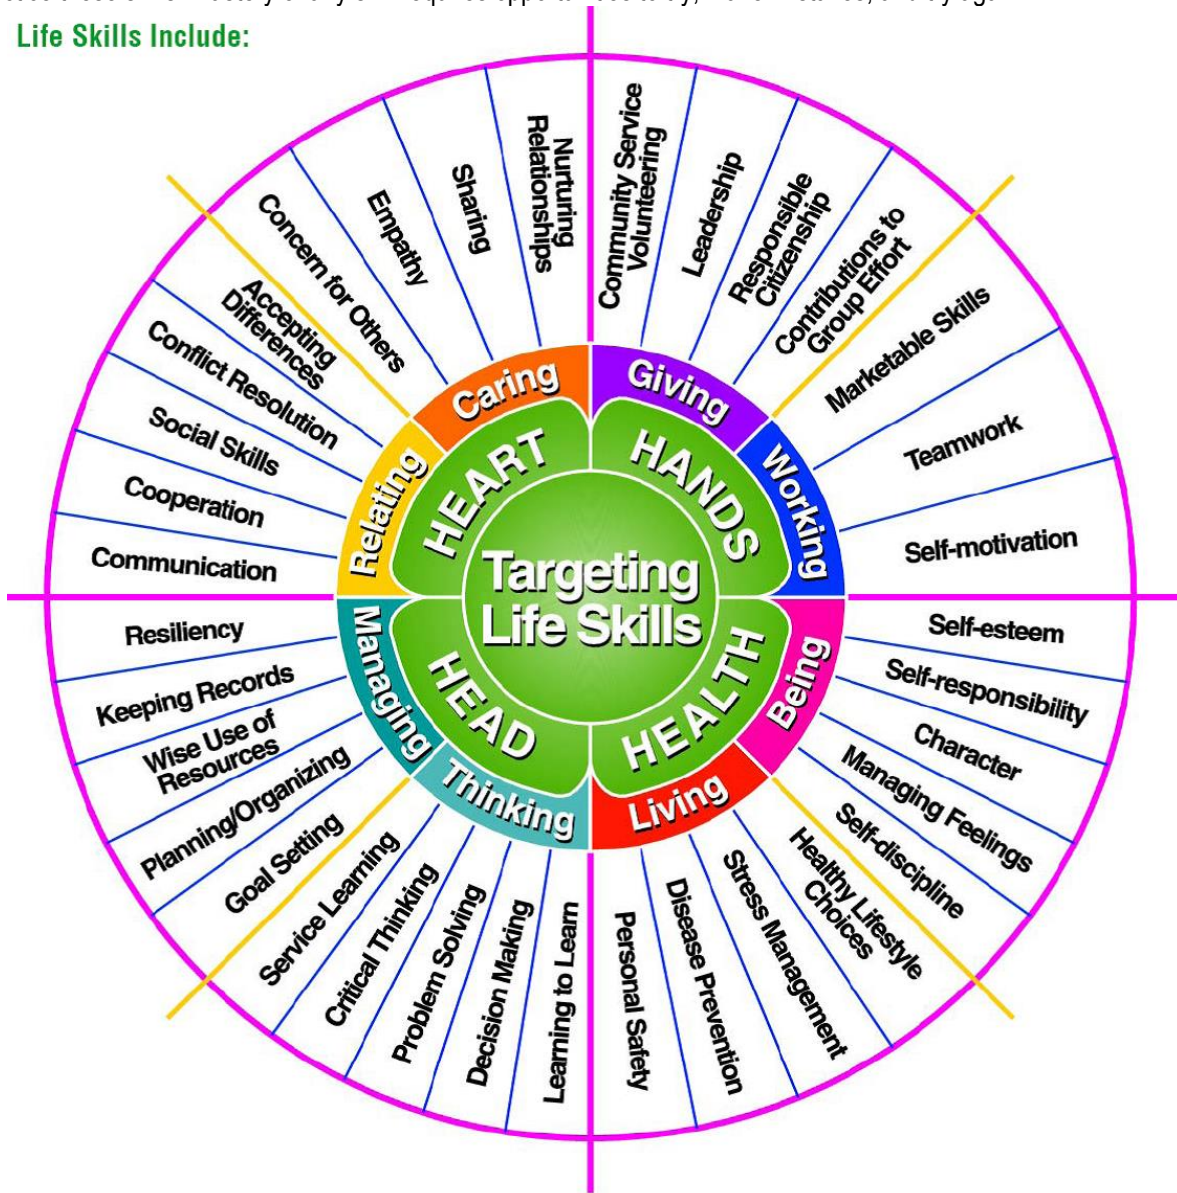 Life Skills Include:
Nurturing
Relationships
Sharing
Empathy
Concern for Others
Accepting
Differences
Conflict Resolution
Social Skills
Cooperation
Communication
Community Service
Volunteering
Leadership
Responsible
Citizenship
Contributions to
Group Effort
Marketable Skills
Teamwork
Self-motivation
Caring
Giving
Relating
Working
HEART
HANDS
Targeting
Life Skills
HEAD
HEALTH
Managing
Being
Thinking
Living
Resiliency
Keeping Records
Wise Use of
Resources
Planning/Organizing
Goal Setting
Service Learning
Critical Thinking
Problem Solving
Decision Making
Learning to Learn
Self-esteem
Self-responsibility
Character
Managing Feelings
Self-discipline
Healthy Lifestyle
Choices
Stress Management
Disease Prevention
Personal Safety